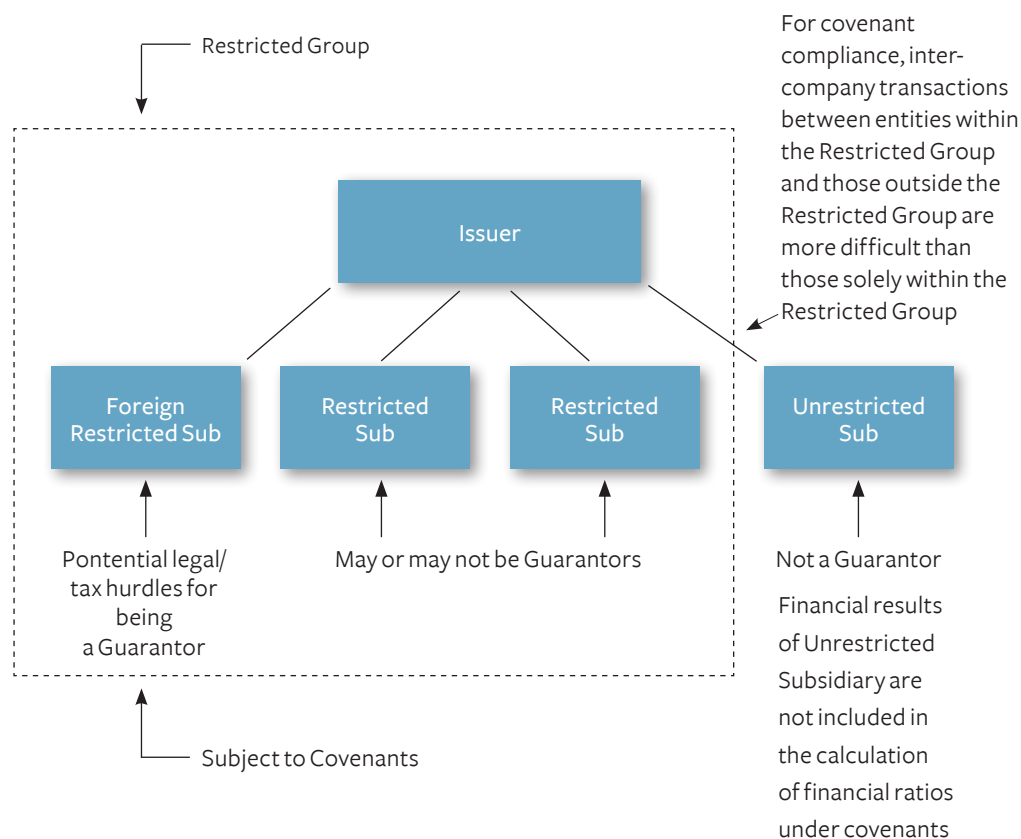 Restricted Group
For covenant
compliance, inter-
company transactions
between entities within
the Restricted Group
and those outside the
Restricted Group are
more difficult than
those solely within the
Restricted Group
Issuer
Foreign
Restricted Sub
Restricted
Sub
Restricted
Sub
Unrestricted
Sub
Pontential legal/
tax hurdles for
being
a Guarantor
May or may not be Guarantors
Not a Guarantor
Financial results
of Unrestricted
Subsidiary are
not included in
the calculation
of financial ratios
under covenants
Subject to Covenants